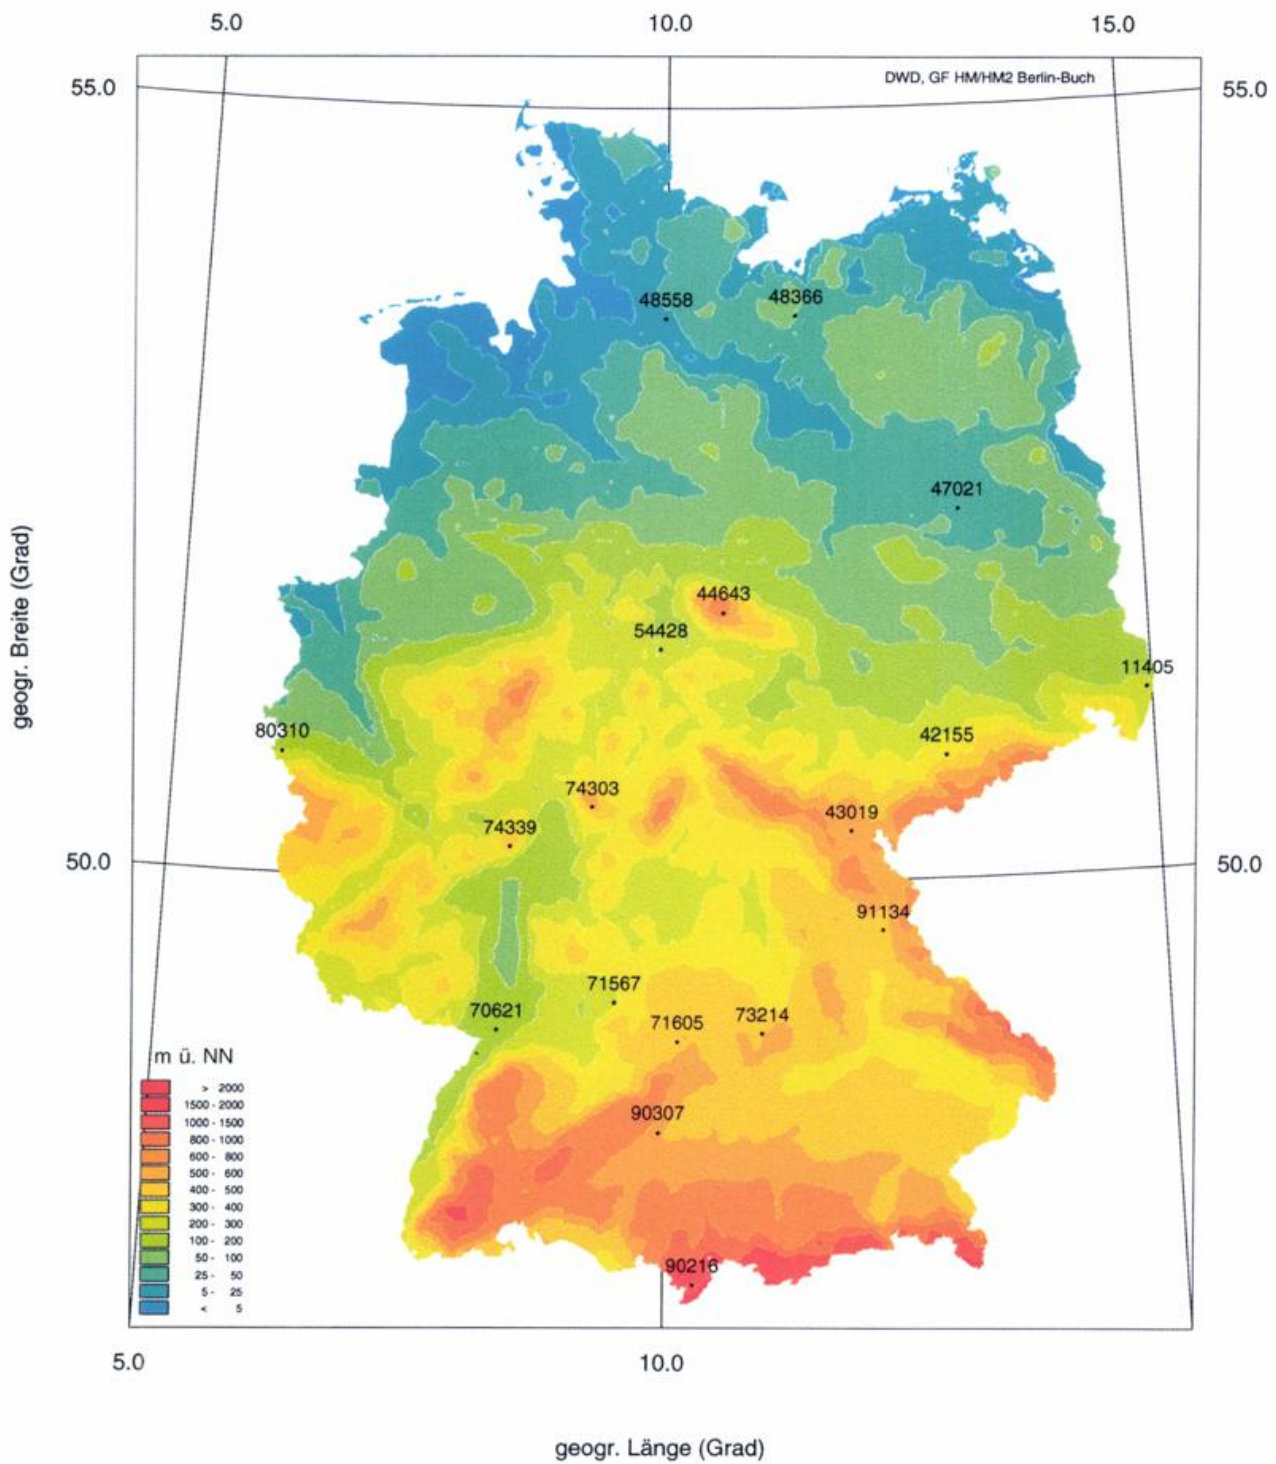 5.0 10.0 15.0
55.0 55.0
DWD, GF HM/HM2 Berlin-Buch
48558 48366
47021
44643
54428
11405
80310 42155
74303
43019
74339
50.0 50.0
91134
71567
70621 73214
71605
90307
90216
geogr. Breite (Grad)
m ü. NN
> 2000
1500 - 2000
1000 - 1500
800 - 1000
600 - 800
500 - 600
400 - 500
300 - 400
200 - 300
100 - 200
50 - 100
25 - 50
5 - 25
< 5
5.0 10.0
geogr. Länge (Grad)